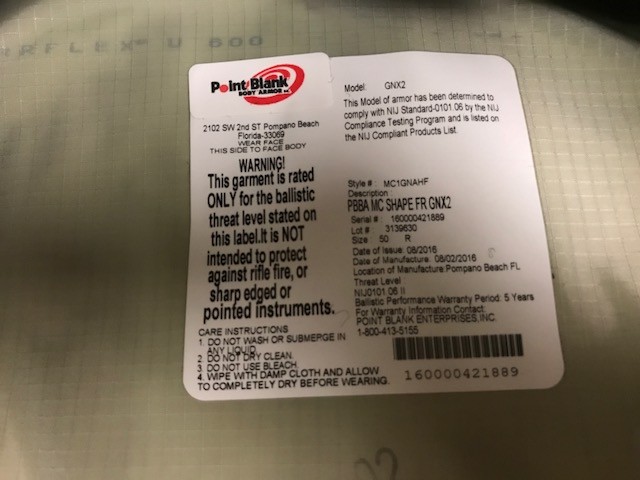 RFLEX U 600
Point Blank
BODY ARMOR
2102 SW 2nd ST Pompano Beach
Florida-33069
WEAR FACE
THIS SIDE TO FACE BODY
WARNING!
This garment is rated
ONLY for the ballistic
threat level stated on
this label.It is NOT
intended to protect
against rifle fire, or
sharp edged or
pointed instruments.
CARE INSTRUCTIONS
1. DO NOT WASH OR SUBMERGE IN
ANY LIQUID.
2. DO NOT DRY CLEAN.
3. DO NOT USE BLEACH.
4. WIPE WITH DAMP CLOTH AND ALLOW
TO COMPLETELY DRY BEFORE WEARING.
Model: GNX2
This Model of armor has been determined to
comply with NIJ Standard-0101.06 by the NIJ
Compliance Testing Program and is listed on
the NIJ Compliant Products List.
Style # : MC1GNAHF
Description
PBBA MC SHAPE FR GNX2
Serial # : 160000421889
Lot # : 3139630
Size 50 R
Date of Issue: 08/2016
Date of Manufacture: 08/02/2016
Location of Manufacture:Pompano Beach FL
Threat Level
NIJ0101.06 II
Ballistic Performance Warranty Period: 5 Years
For Warranty Information Contact:
POINT BLANK ENTERPRISES,INC.
1-800-413-5155
160000421889